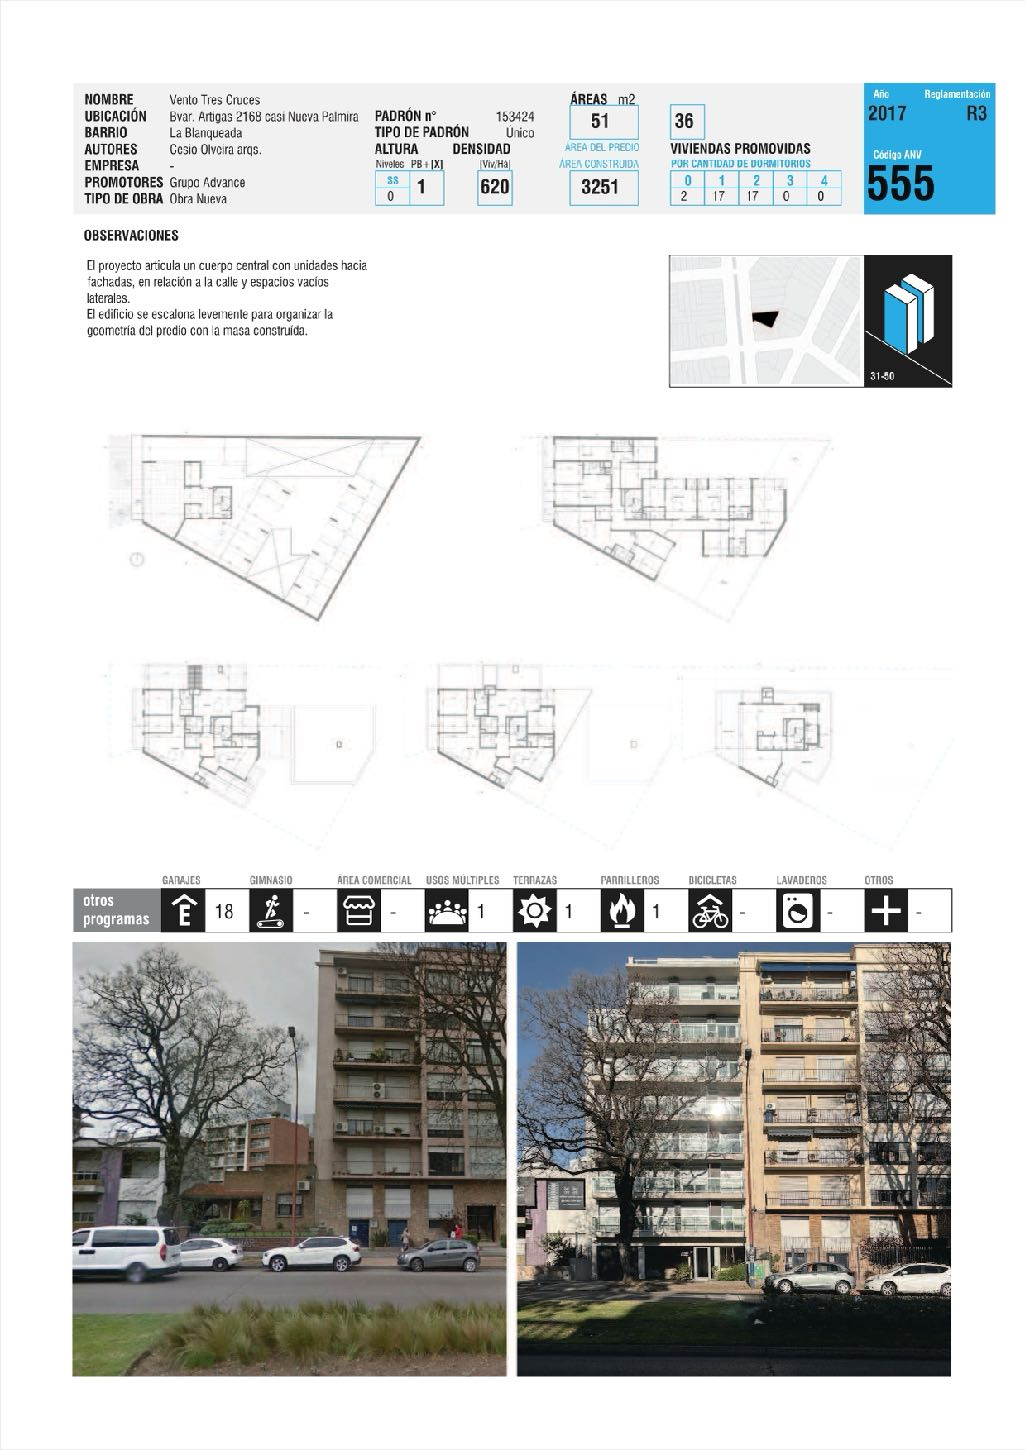 NOMBRE Vento Tres Cruces
UBICACIÓN Bvar. Artigas 2168 casi Nueva Palmira
BARRIO La Blanqueada
AUTORES Cesio Olveira arqs.
EMPRESA -
PROMOTORES Grupo Advance
TIPO DE OBRA Obra Nueva
PADRÓN n° 153424
TIPO DE PADRÓN Único
ALTURA DENSIDAD
Niveles PB+[X] [Viv/Há]
SS 1 620
0
ÁREAS m2
51
ÁREA DEL PREDIO
ÁREA CONSTRUIDA
3251
36
VIVIENDAS PROMOVIDAS
POR CANTIDAD DE DORMITORIOS
0 1 2 3 4
2 17 17 0 0
Año Reglamentación
2017 R3
Código ANV
555
OBSERVACIONES
El proyecto articula un cuerpo central con unidades hacia
fachadas, en relación a la calle y espacios vacíos
laterales.
El edificio se escalona levemente para organizar la
geometría del predio con la masa construída.
31-50
GARAJES GIMNASIO ÁREA COMERCIAL USOS MÚLTIPLES TERRAZAS PARRILLEROS BICICLETAS LAVADEROS OTROS
otros
programas
E 18 - - 1 1 1 - - -